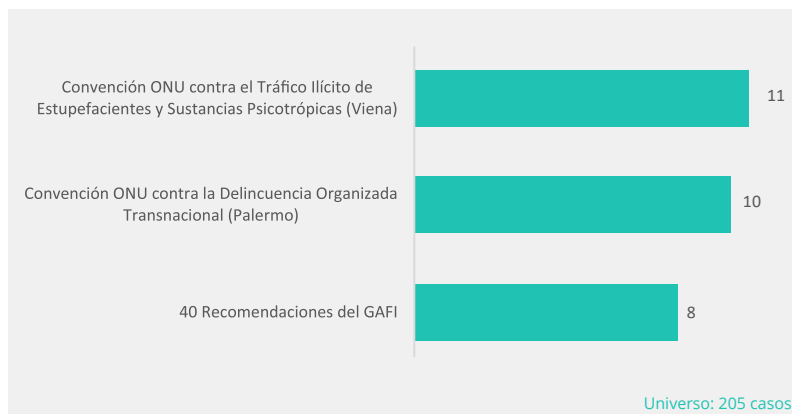 Convención ONU contra el Tráfico Ilícito de
Estupefacientes y Sustancias Psicotrópicas (Viena)
11
Convención ONU contra la Delincuencia Organizada
Transnacional (Palermo)
10
40 Recomendaciones del GAFI
8
Universo: 205 casos